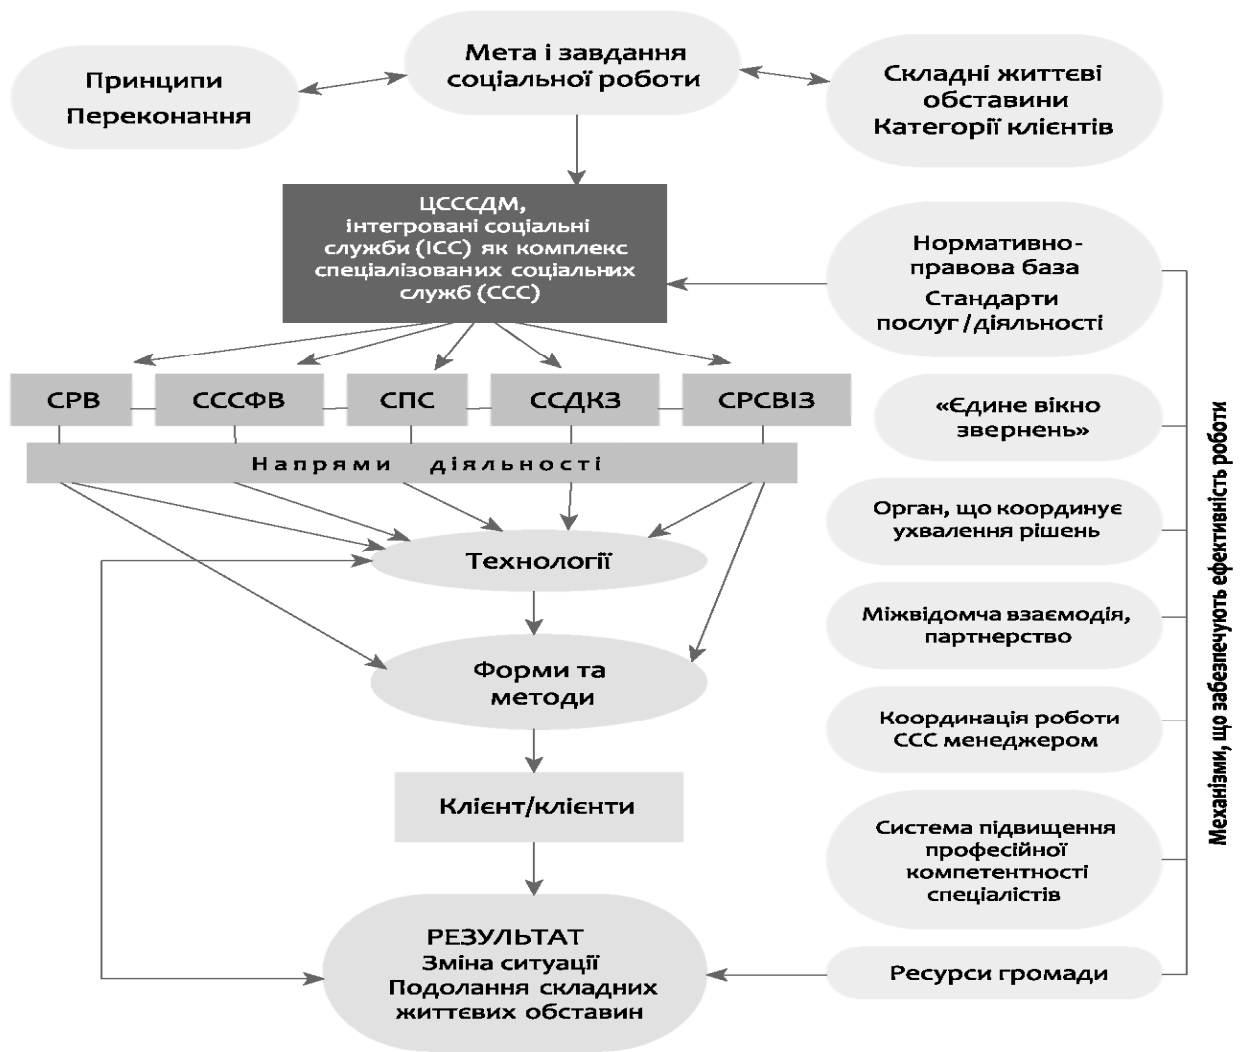 Принципи
Переконання
Мета і завдання
соціальної роботи
Складні життєві
обставини
Категорії клієнтів
ЦСССДМ,
інтегровані соціальні
служби (ІСС) як комплекс
спеціалізованих соціальних
служб (ССС)
Нормативно-
правова база
Стандарти
послуг/діяльності
СРВ
СССФВ
СПС
ССДКЗ
СРСВІЗ
Напрями діяльності
«Єдине вікно
звернень»
Орган, що координує
ухвалення рішень
Технології
Міжвідомча взаємодія,
партнерство
Форми та
методи
Координація роботи
ССС менеджером
Клієнт/клієнти
Система підвищення
професійної
компетентності
спеціалістів
РЕЗУЛЬТАТ
Зміна ситуації
Подолання складних
життєвих обставин
Ресурси громади
Механізми, що забезпечують ефективність роботи